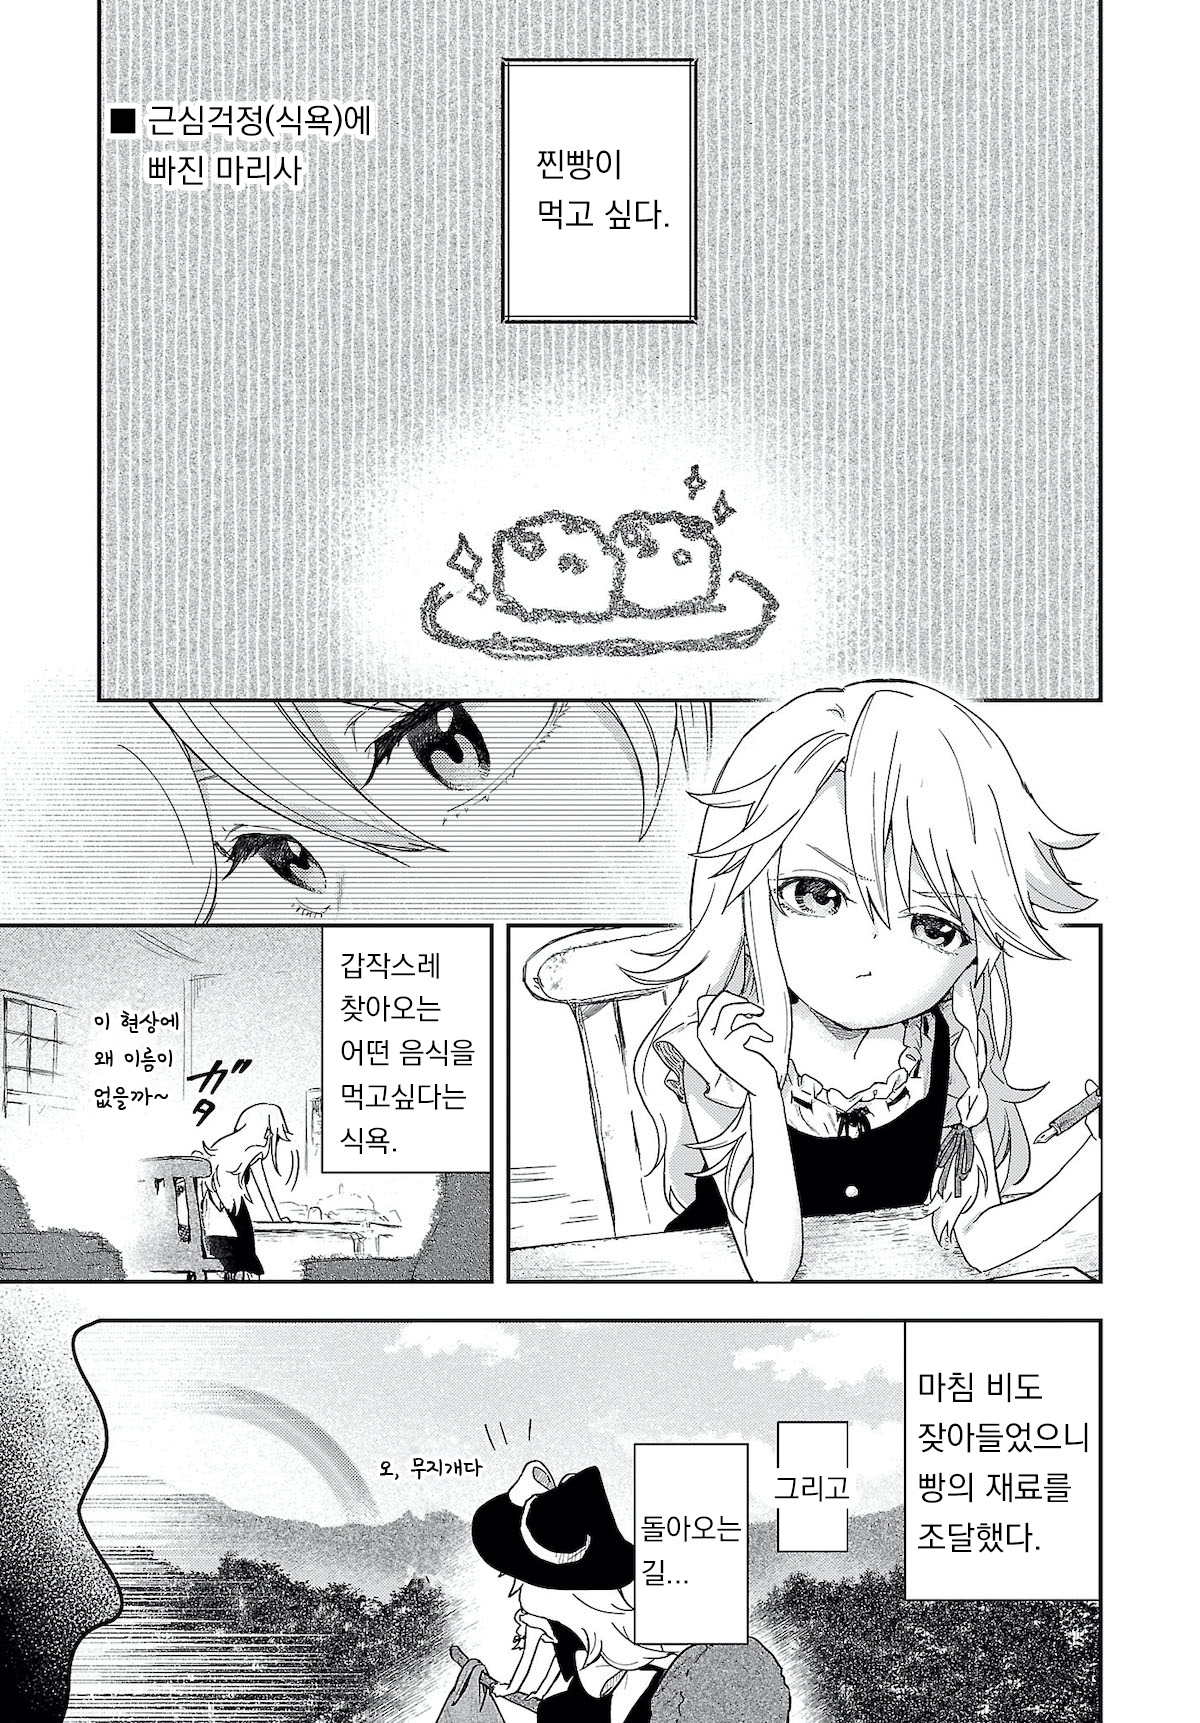 찐빵이
먹고 싶다.
■ 근심걱정(식욕)에
빠진 마리사
갑작스레
찾아오는
어떤 음식을
먹고싶다는
식욕.
ガタ
이 현상에
왜 이름이
없을까~
마침 비도
잦아들었으니
빵의 재료를
조달했다.
그리고
돌아오는
길...
오, 무지개다